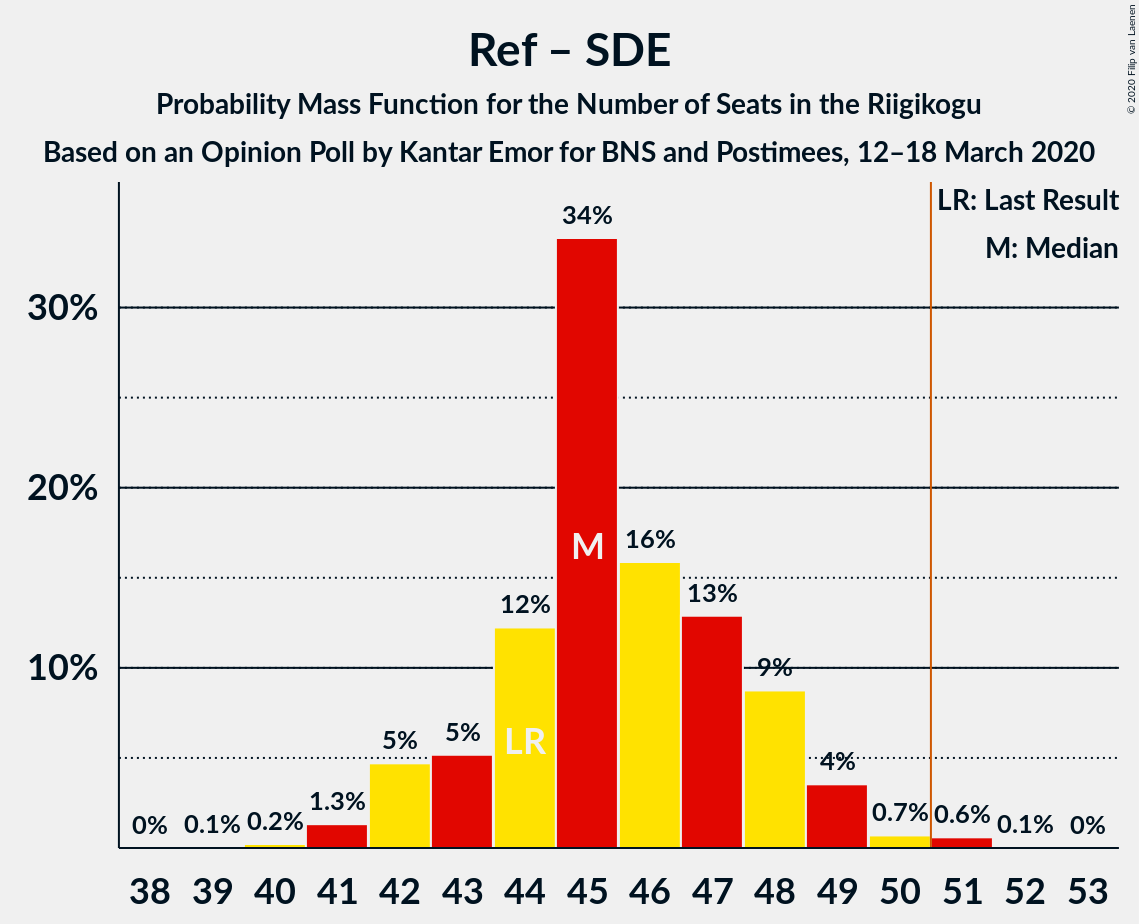 Ref – SDE
Probability Mass Function for the Number of Seats in the Riigikogu
Based on an Opinion Poll by Kantar Emor for BNS and Postimees, 12–18 March 2020
© 2020 Filip van Laenen
LR: Last Result
M: Median
30%
20%
10%
0%
0.1%
0.2%
1.3%
5%
5%
12%
34%
16%
13%
9%
4%
0.7%
0.6%
0.1%
0%
LR
M
38 39 40 41 42 43 44 45 46 47 48 49 50 51 52 53